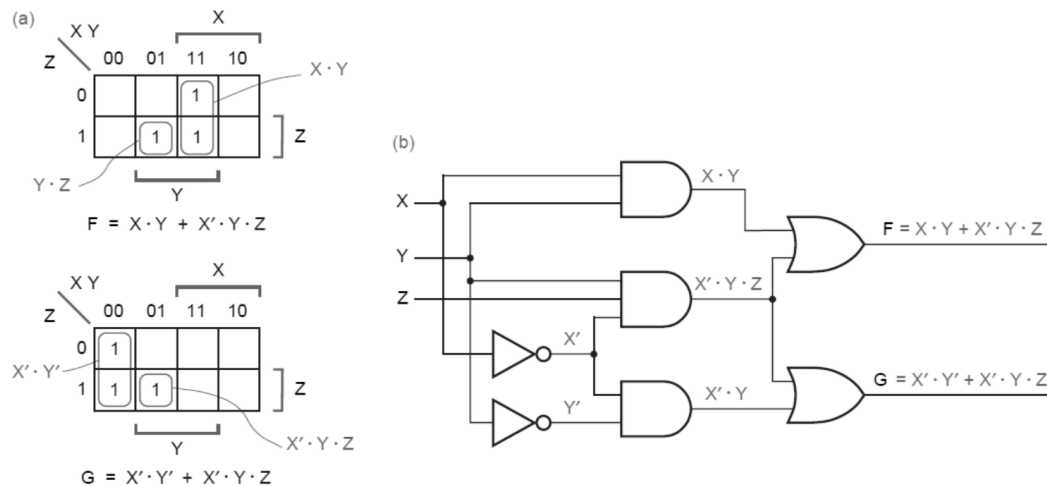 (a)
X Y
X
Z
00 01 11 10
X · Y
0 1
1 1 1 Z
Y · Z
Y
F = X · Y + X′ · Y · Z
X Y
X
Z
00 01 11 10
0 1
X′ · Y′
1 1 1 Z
Y
X′ · Y · Z
G = X′ · Y′ + X′ · Y · Z
(b)
X · Y
X
F = X · Y + X′ · Y · Z
Y
X′ · Y · Z
Z
X′
G = X′ · Y′ + X′ · Y · Z
X′ · Y
Y′